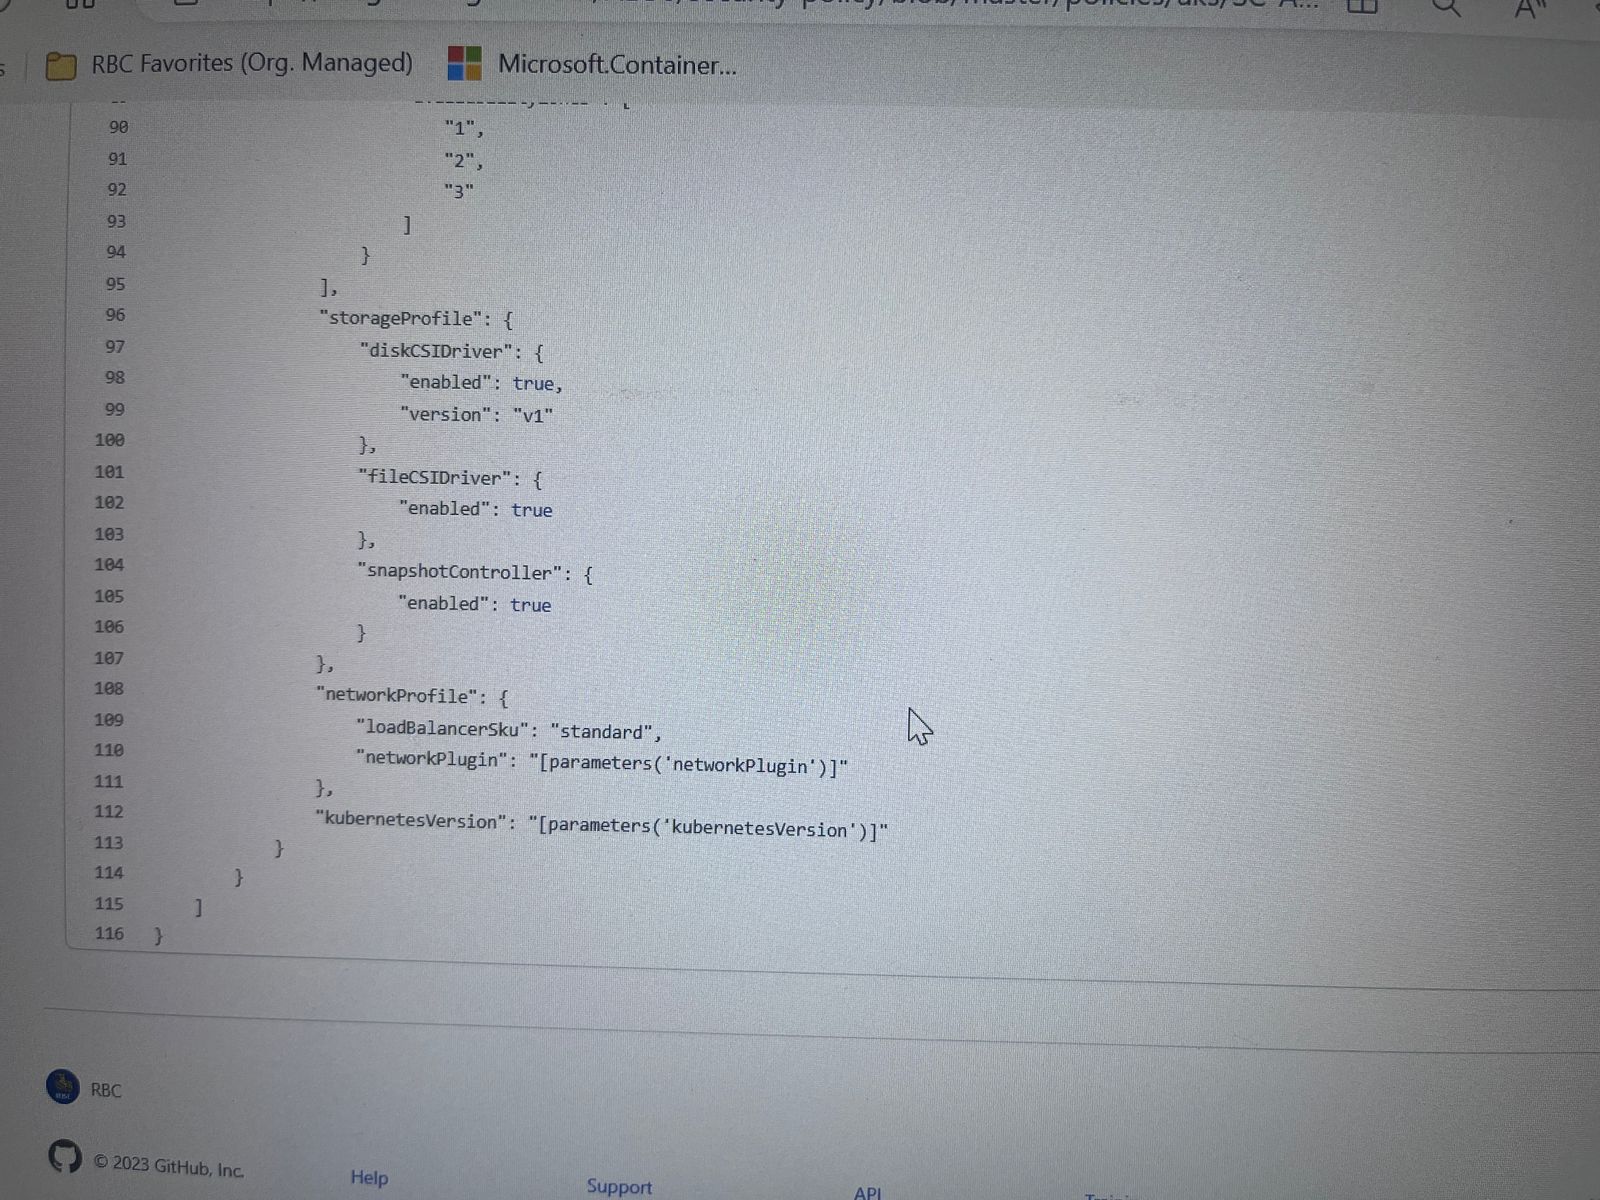 RBC Favorites (Org. Managed) Microsoft.Container...
90 "1",
91 "2",
92 "3"
93 ]
94 }
95 ],
96 "storageProfile": {
97 "diskCSIDriver": {
98 "enabled": true,
99 "version": "v1"
100 },
101 "fileCSIDriver": {
102 "enabled": true
103 },
104 "snapshotController": {
105 "enabled": true
106 }
107 },
108 "networkProfile": {
109 "loadBalancerSku": "standard",
110 "networkPlugin": "[parameters('networkPlugin')]"
111 },
112 "kubernetesVersion": "[parameters('kubernetesVersion')]"
113 }
114 }
115 ]
116 }
RBC
© 2023 GitHub, Inc. Help Support API